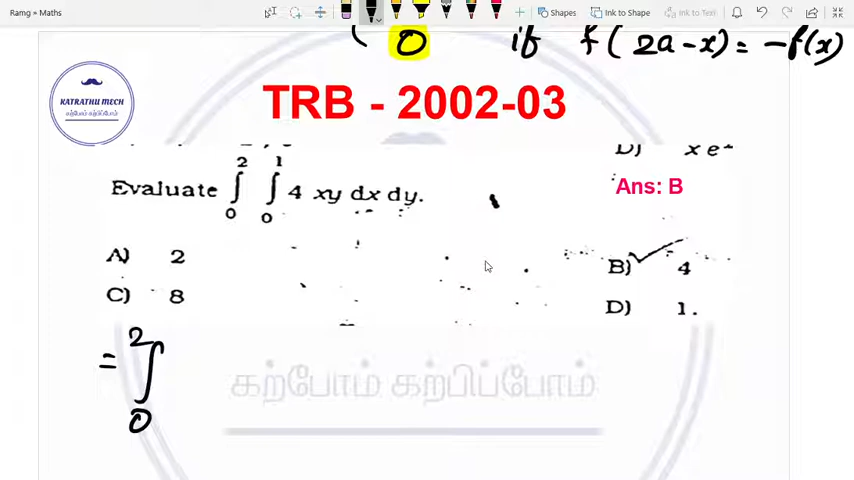 Ramg » Maths
Shapes Ink to Shape Ink to Text
0 if f(2a-x) = -f(x)
KATRATHU MECH
கற்போம் கற்பிப்போம்
TRB - 2002-03
D) x e
Evaluate ∫₀² ∫₀¹ 4 xy dx dy.
Ans: B
A) 2
B) 4
C) 8
D) 1.
= ∫₀²
கற்போம் கற்பிப்போம்